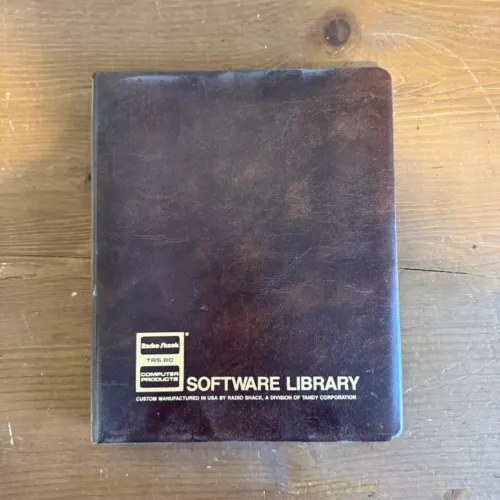 ®
Radio Shack
TRS-80
COMPUTER
PRODUCTS
SOFTWARE LIBRARY
CUSTOM MANUFACTURED IN USA BY RADIO SHACK, A DIVISION OF TANDY CORPORATION